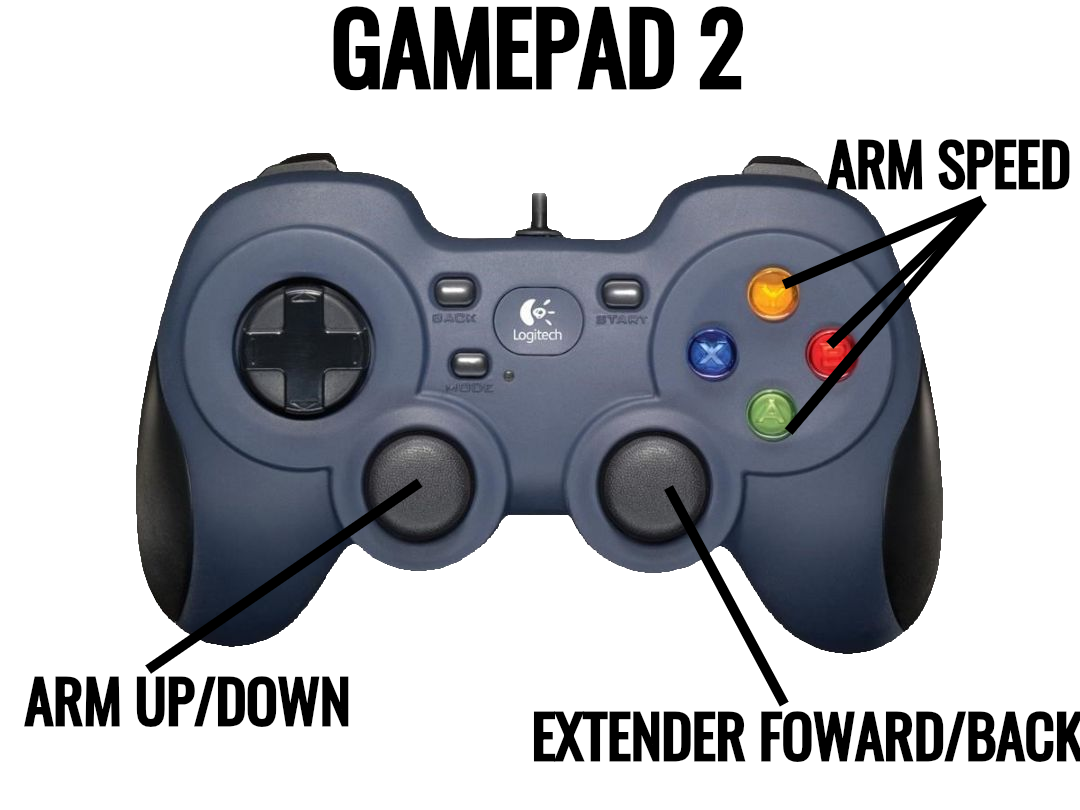 GAMEPAD 2
ARM SPEED
Y
BACK
Logitech
START
X
B
MODE
A
ARM UP/DOWN
EXTENDER FOWARD/BACK